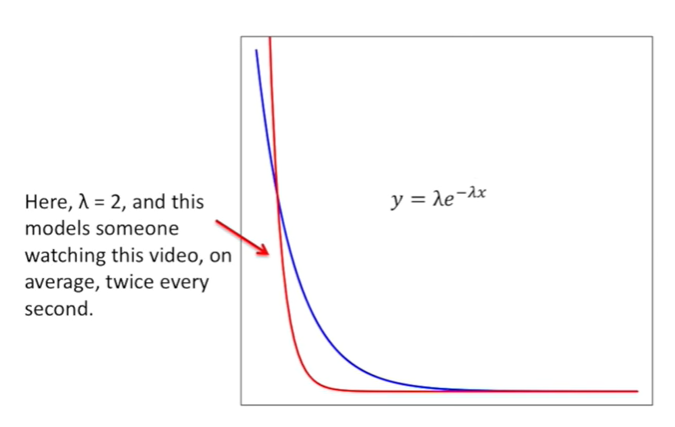 Here, λ = 2, and this
models someone
watching this video, on
average, twice every
second.
y = λe^{−λx}